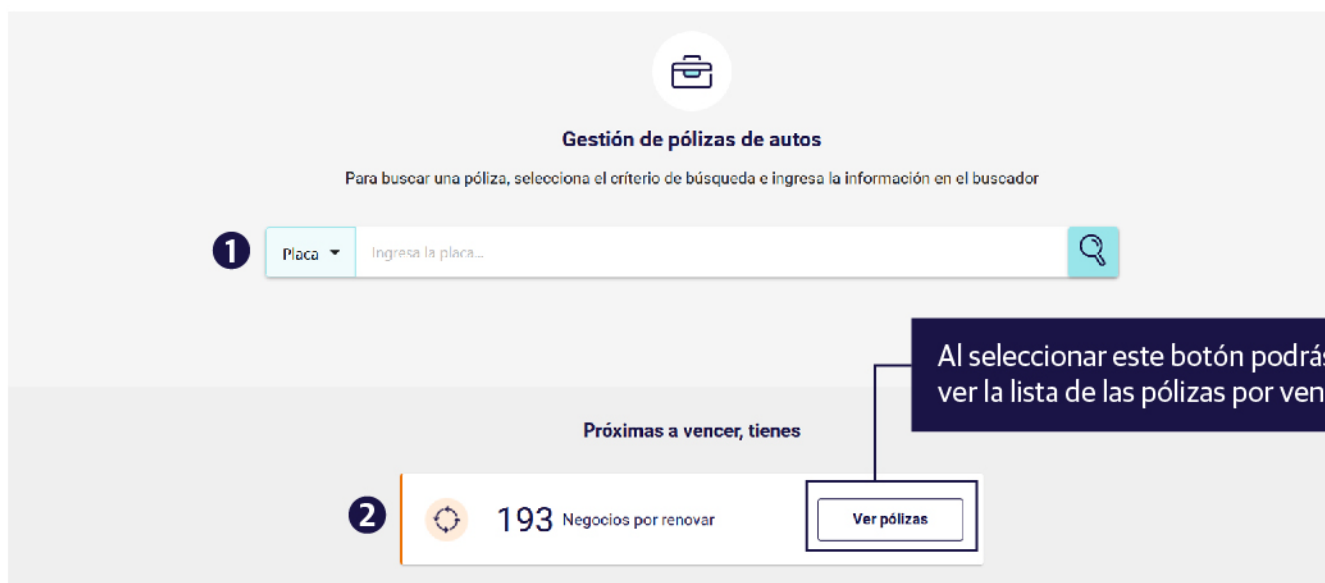 Gestión de pólizas de autos
Para buscar una póliza, selecciona el criterio de búsqueda e ingresa la información en el buscador
1
Placa
Ingresa la placa...
Al seleccionar este botón podrás
ver la lista de las pólizas por ven
Próximas a vencer, tienes
2
193 Negocios por renovar
Ver pólizas